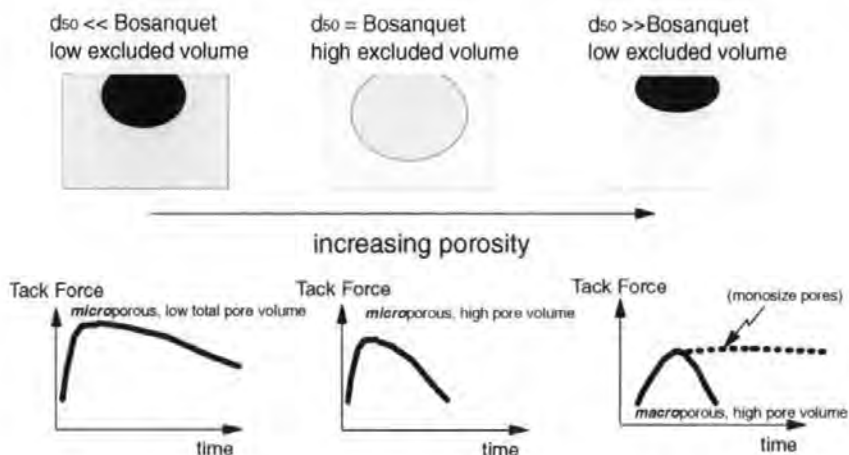 d50 << Bosanquet
low excluded volume
d50 = Bosanquet
high excluded volume
d50 >>Bosanquet
low excluded volume
increasing porosity
Tack Force
microporous, low total pore volume
time
Tack Force
microporous, high pore volume
time
Tack Force
(monosize pores)
macroporous, high pore volume
time